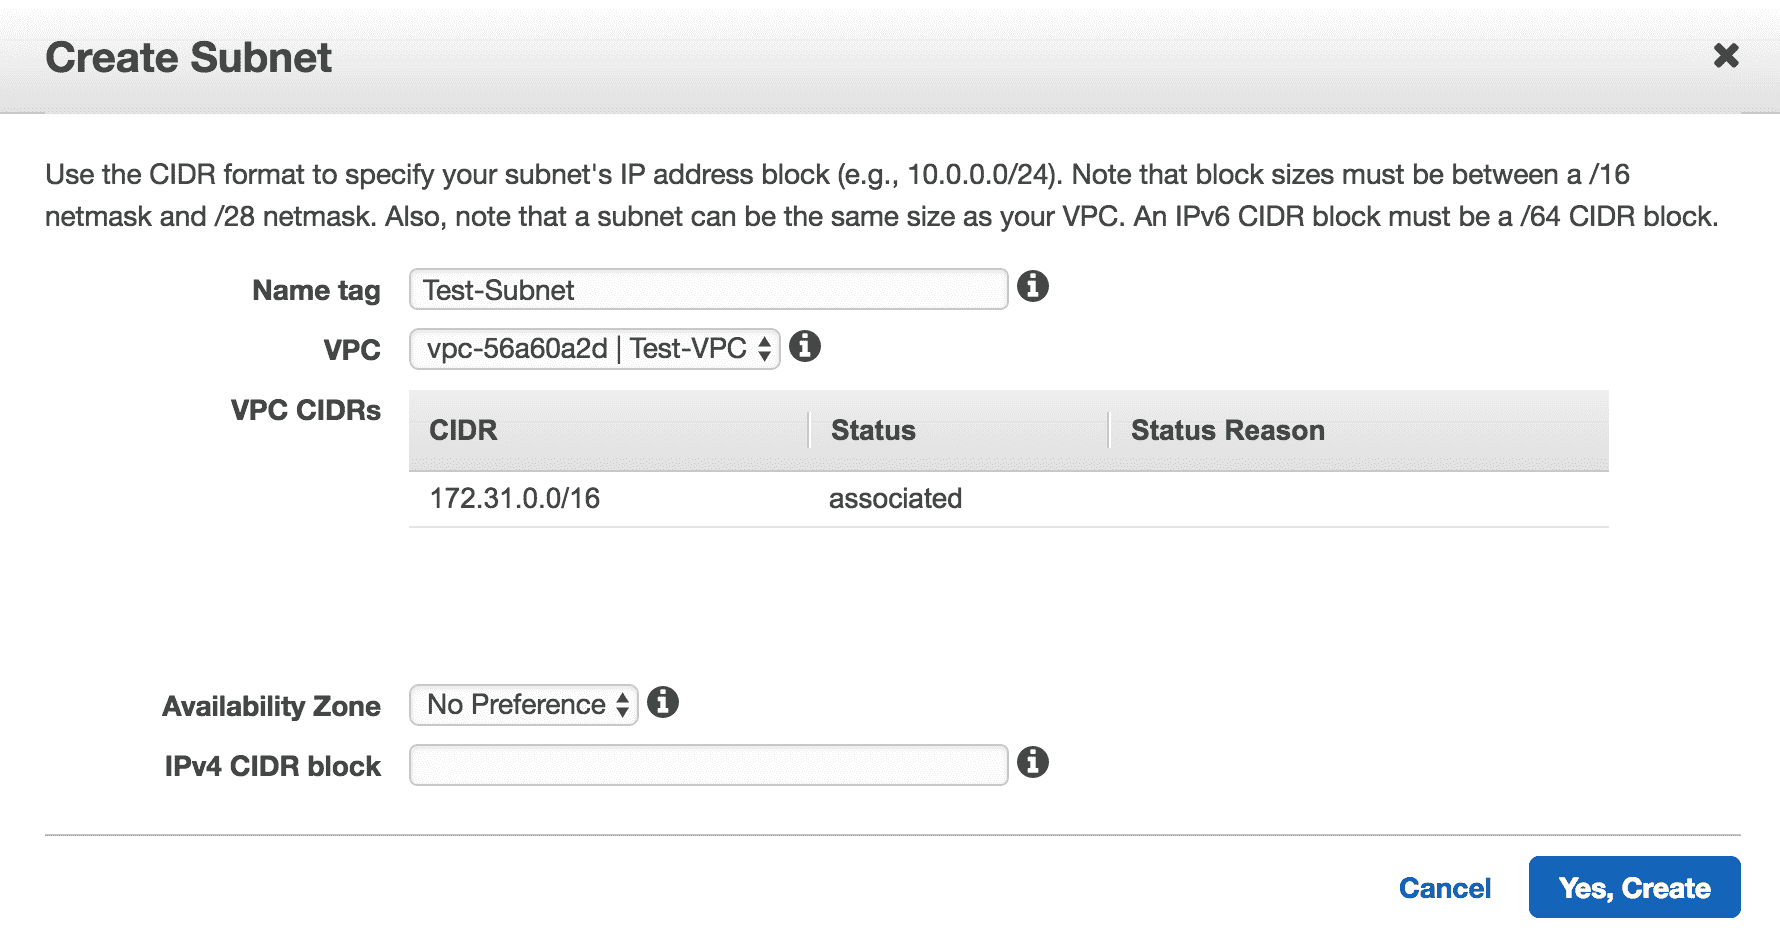 Create Subnet
Use the CIDR format to specify your subnet's IP address block (e.g., 10.0.0.0/24). Note that block sizes must be between a /16
netmask and /28 netmask. Also, note that a subnet can be the same size as your VPC. An IPv6 CIDR block must be a /64 CIDR block.
Name tag Test-Subnet
VPC vpc-56a60a2d | Test-VPC
VPC CIDRs
CIDR Status Status Reason
172.31.0.0/16 associated
Availability Zone No Preference
IPv4 CIDR block
Cancel Yes, Create